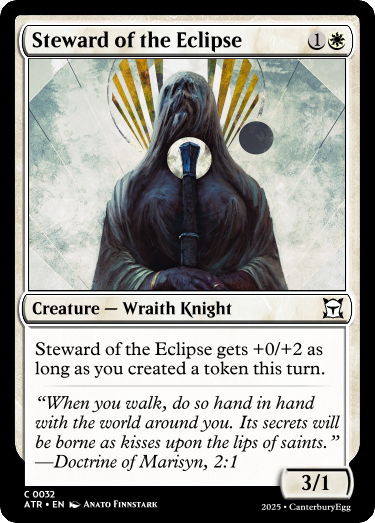 Steward of the Eclipse 1
Creature — Wraith Knight
Steward of the Eclipse gets +0/+2 as
long as you created a token this turn.
“When you walk, do so hand in hand
with the world around you. Its secrets will
be borne as kisses upon the lips of saints.”
—Doctrine of Marisyn, 2:1
3/1
C 0032
ATR • EN Anato Finnstark
2025 • CanterburyEgg